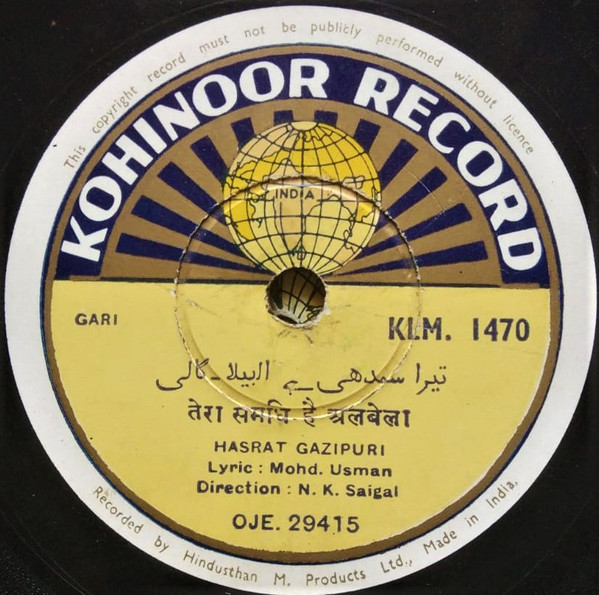 This copyright record must not be publicly performed without licence
KOHINOOR RECORD
INDIA
GARI
KLM. 1470
تیرا سمدھی ہے البیلا۔ گالی
तेरा समधि है अलबेला
HASRAT GAZIPURI
Lyric : Mohd. Usman
Direction : N. K. Saigal
OJE. 29415
Recorded by Hindusthan M. Products Ltd., Made in India.